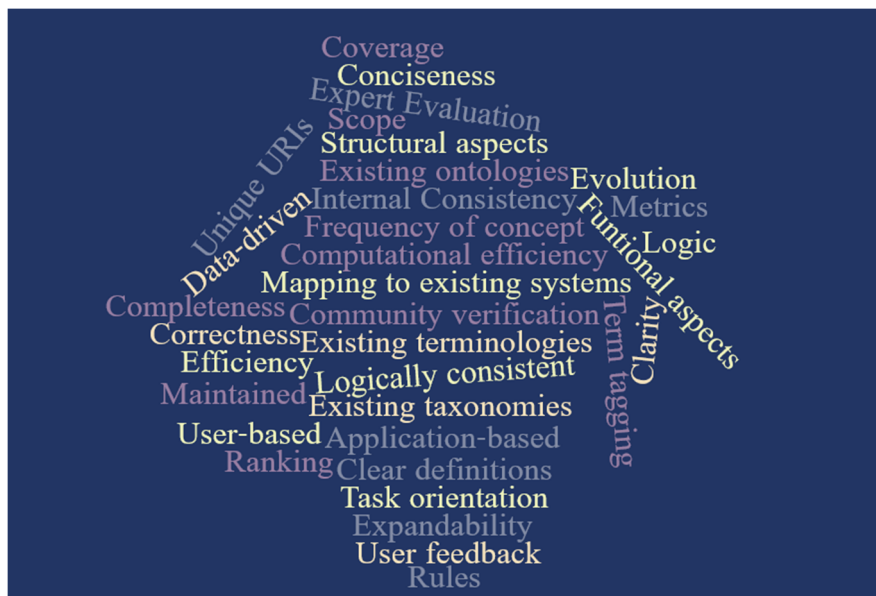 Coverage
Conciseness
Expert Evaluation
Scope
Unique URIs
Structural aspects
Existing ontologies
Evolution
Internal Consistency
Metrics
Data-driven
Frequency of concept
Funtional aspects
Logic
Computational efficiency
Mapping to existing systems
Completeness
Community verification
Term tagging
Clarity
Correctness
Existing terminologies
Efficiency
Logically consistent
Maintained
Existing taxonomies
User-based
Application-based
Ranking
Clear definitions
Task orientation
Expandability
User feedback
Rules